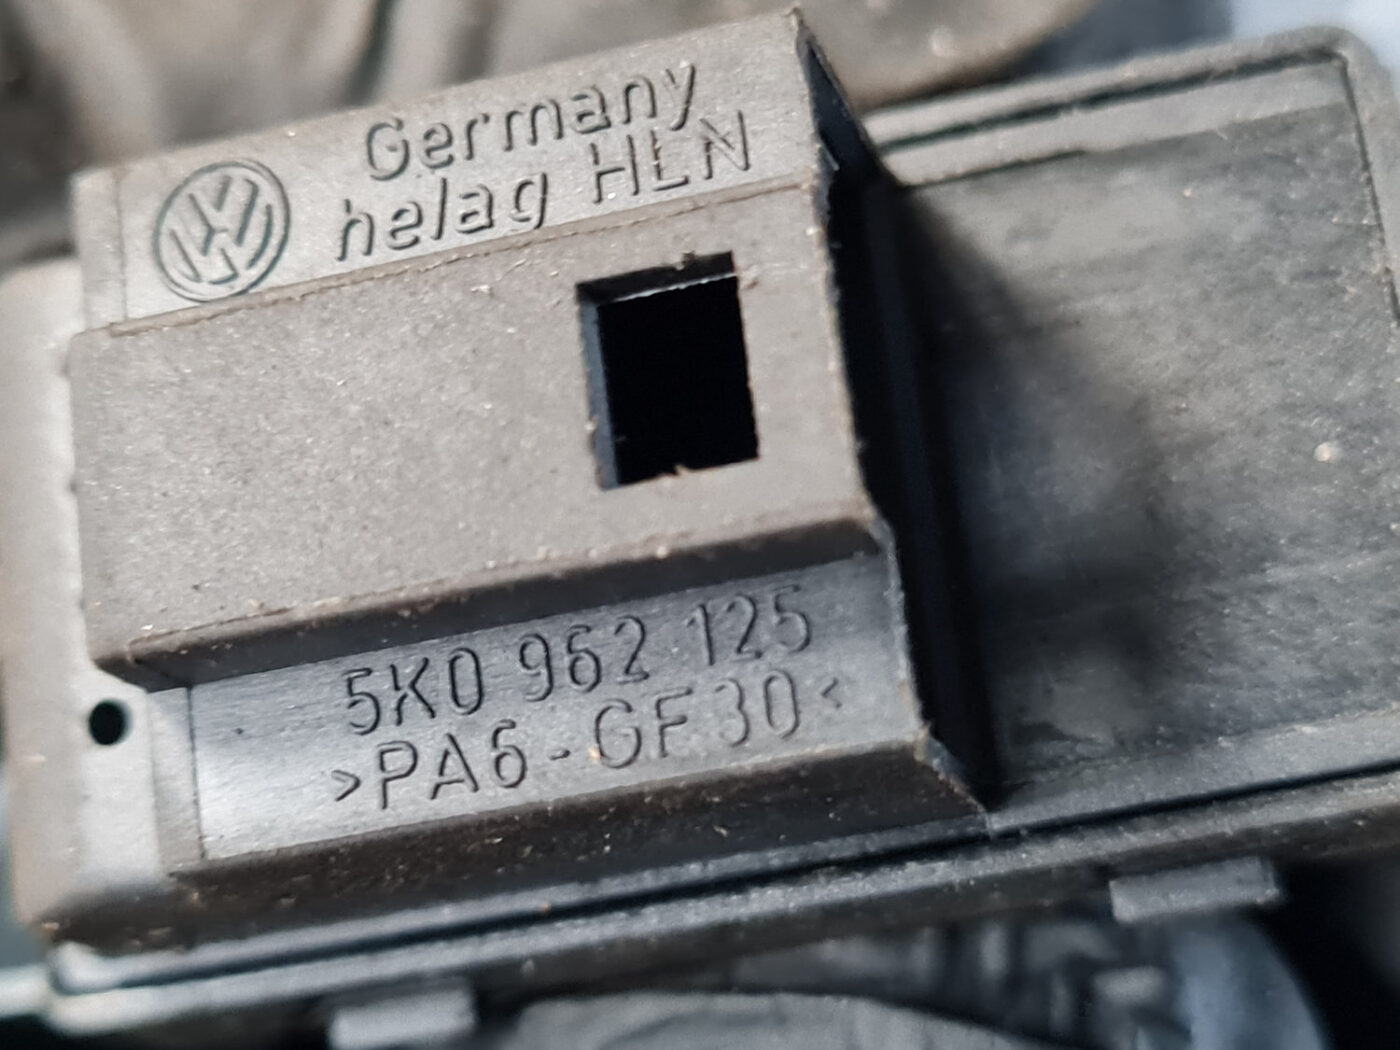 Germany
helag HLN
5K0 962 125
>PA6-GF30<